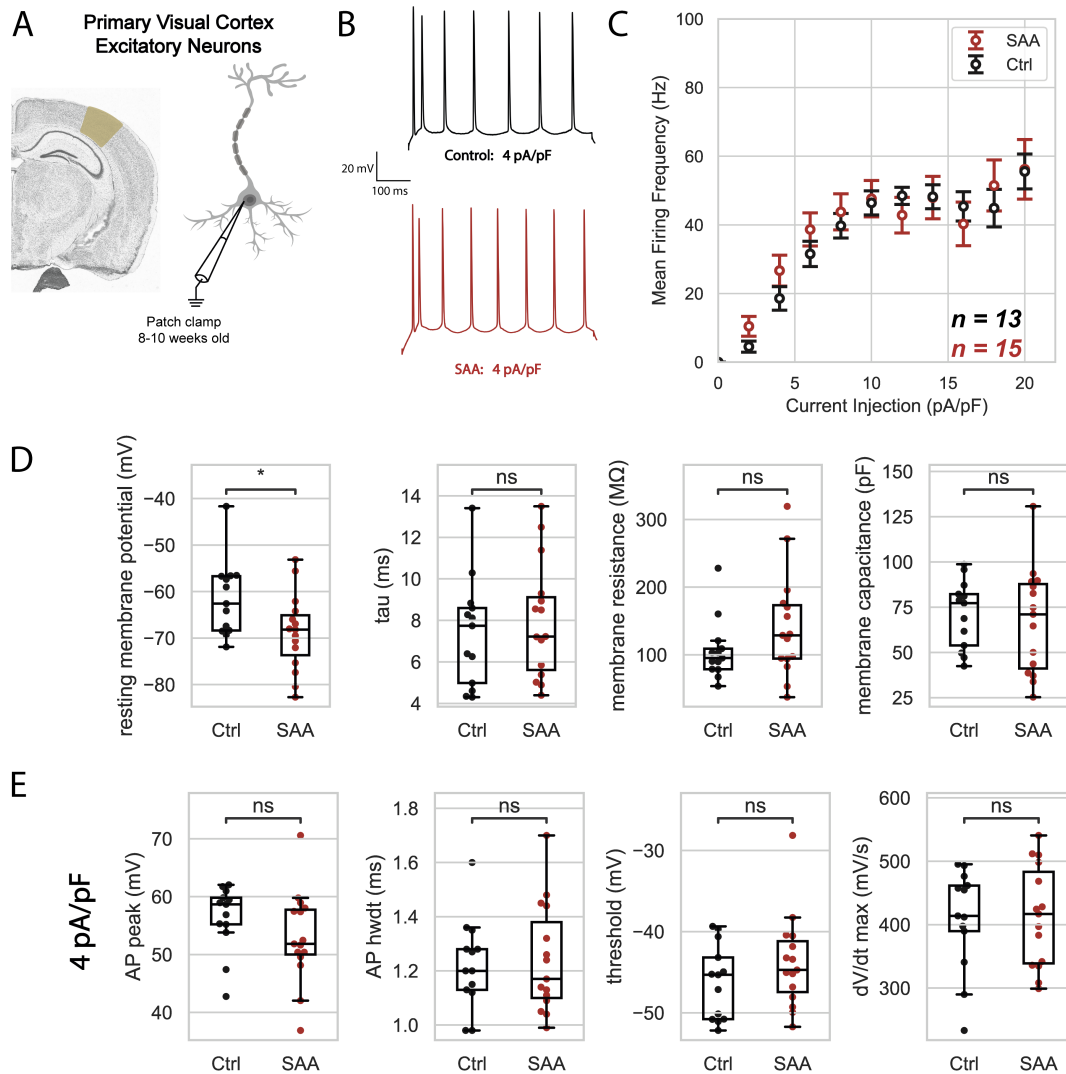 A
Primary Visual Cortex
Excitatory Neurons
Patch clamp
8-10 weeks old
B
Control: 4 pA/pF
20 mV
100 ms
SAA: 4 pA/pF
C
Mean Firing Frequency (Hz)
100
80
60
40
20
0
SAA
Ctrl
n = 13
n = 15
0
5
10
15
20
Current Injection (pA/pF)
D
resting membrane potential (mV)
−40
−50
−60
−70
−80
*
Ctrl
SAA
tau (ms)
14
12
10
8
6
4
ns
Ctrl
SAA
membrane resistance (MΩ)
300
200
100
ns
Ctrl
SAA
membrane capacitance (pF)
150
125
100
75
50
25
ns
Ctrl
SAA
E
4 pA/pF
AP peak (mV)
70
60
50
40
ns
Ctrl
SAA
AP hwdt (ms)
1.8
1.6
1.4
1.2
1.0
ns
Ctrl
SAA
threshold (mV)
−30
−40
−50
ns
Ctrl
SAA
dV/dt max (mV/s)
600
500
400
300
ns
Ctrl
SAA